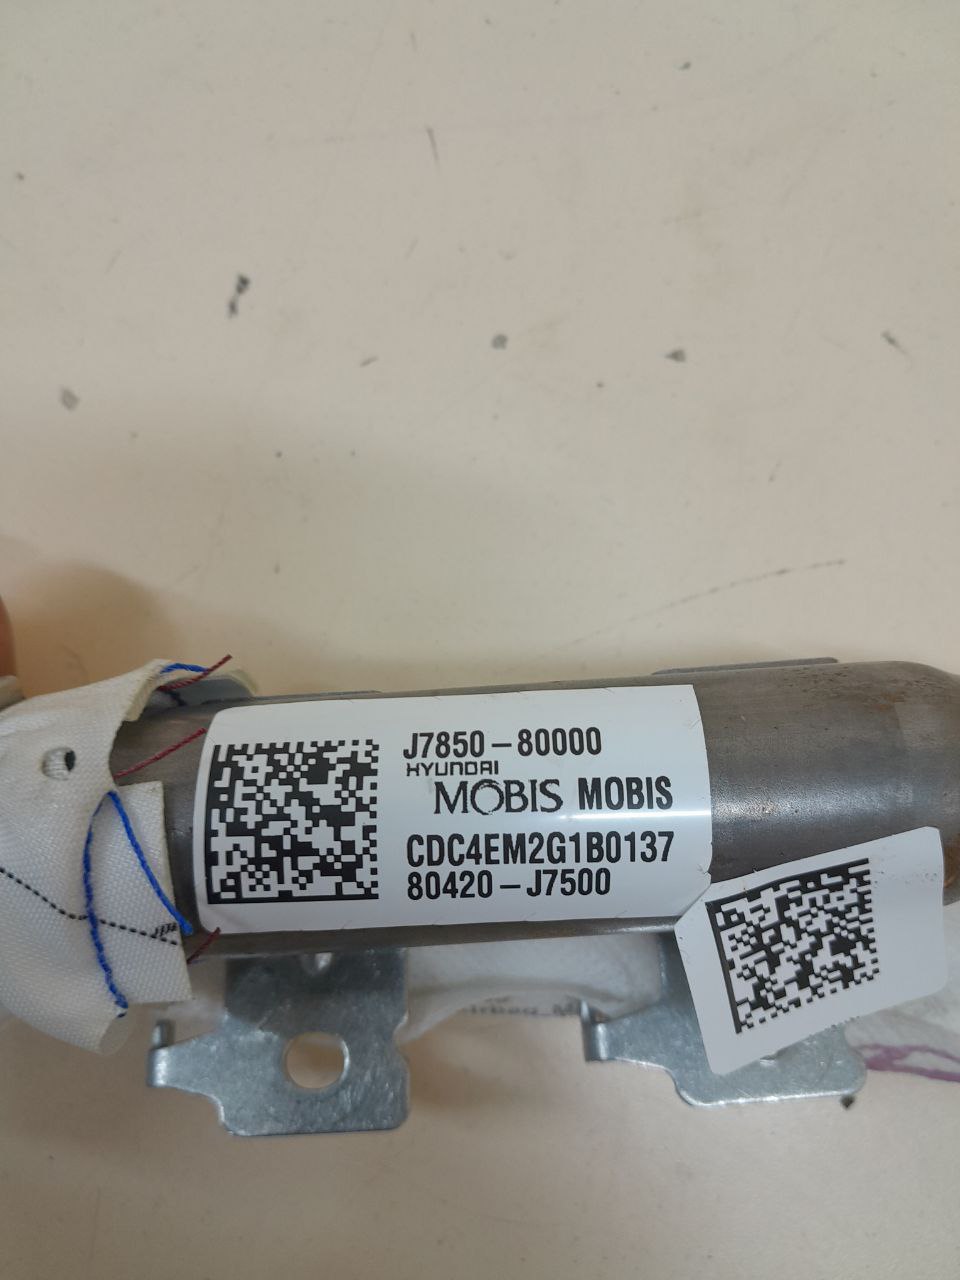 J7850-80000
HYUNDAI
MOBIS MOBIS
CDC4EM2G1B0137
80420-J7500